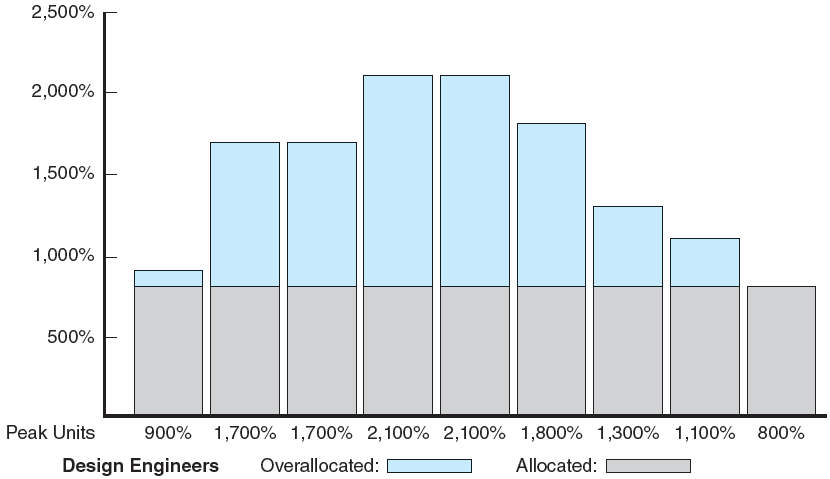 2,500%
2,000%
1,500%
1,000%
500%
Peak Units 900% 1,700% 1,700% 2,100% 2,100% 1,800% 1,300% 1,100% 800%
Design Engineers Overallocated: Allocated: